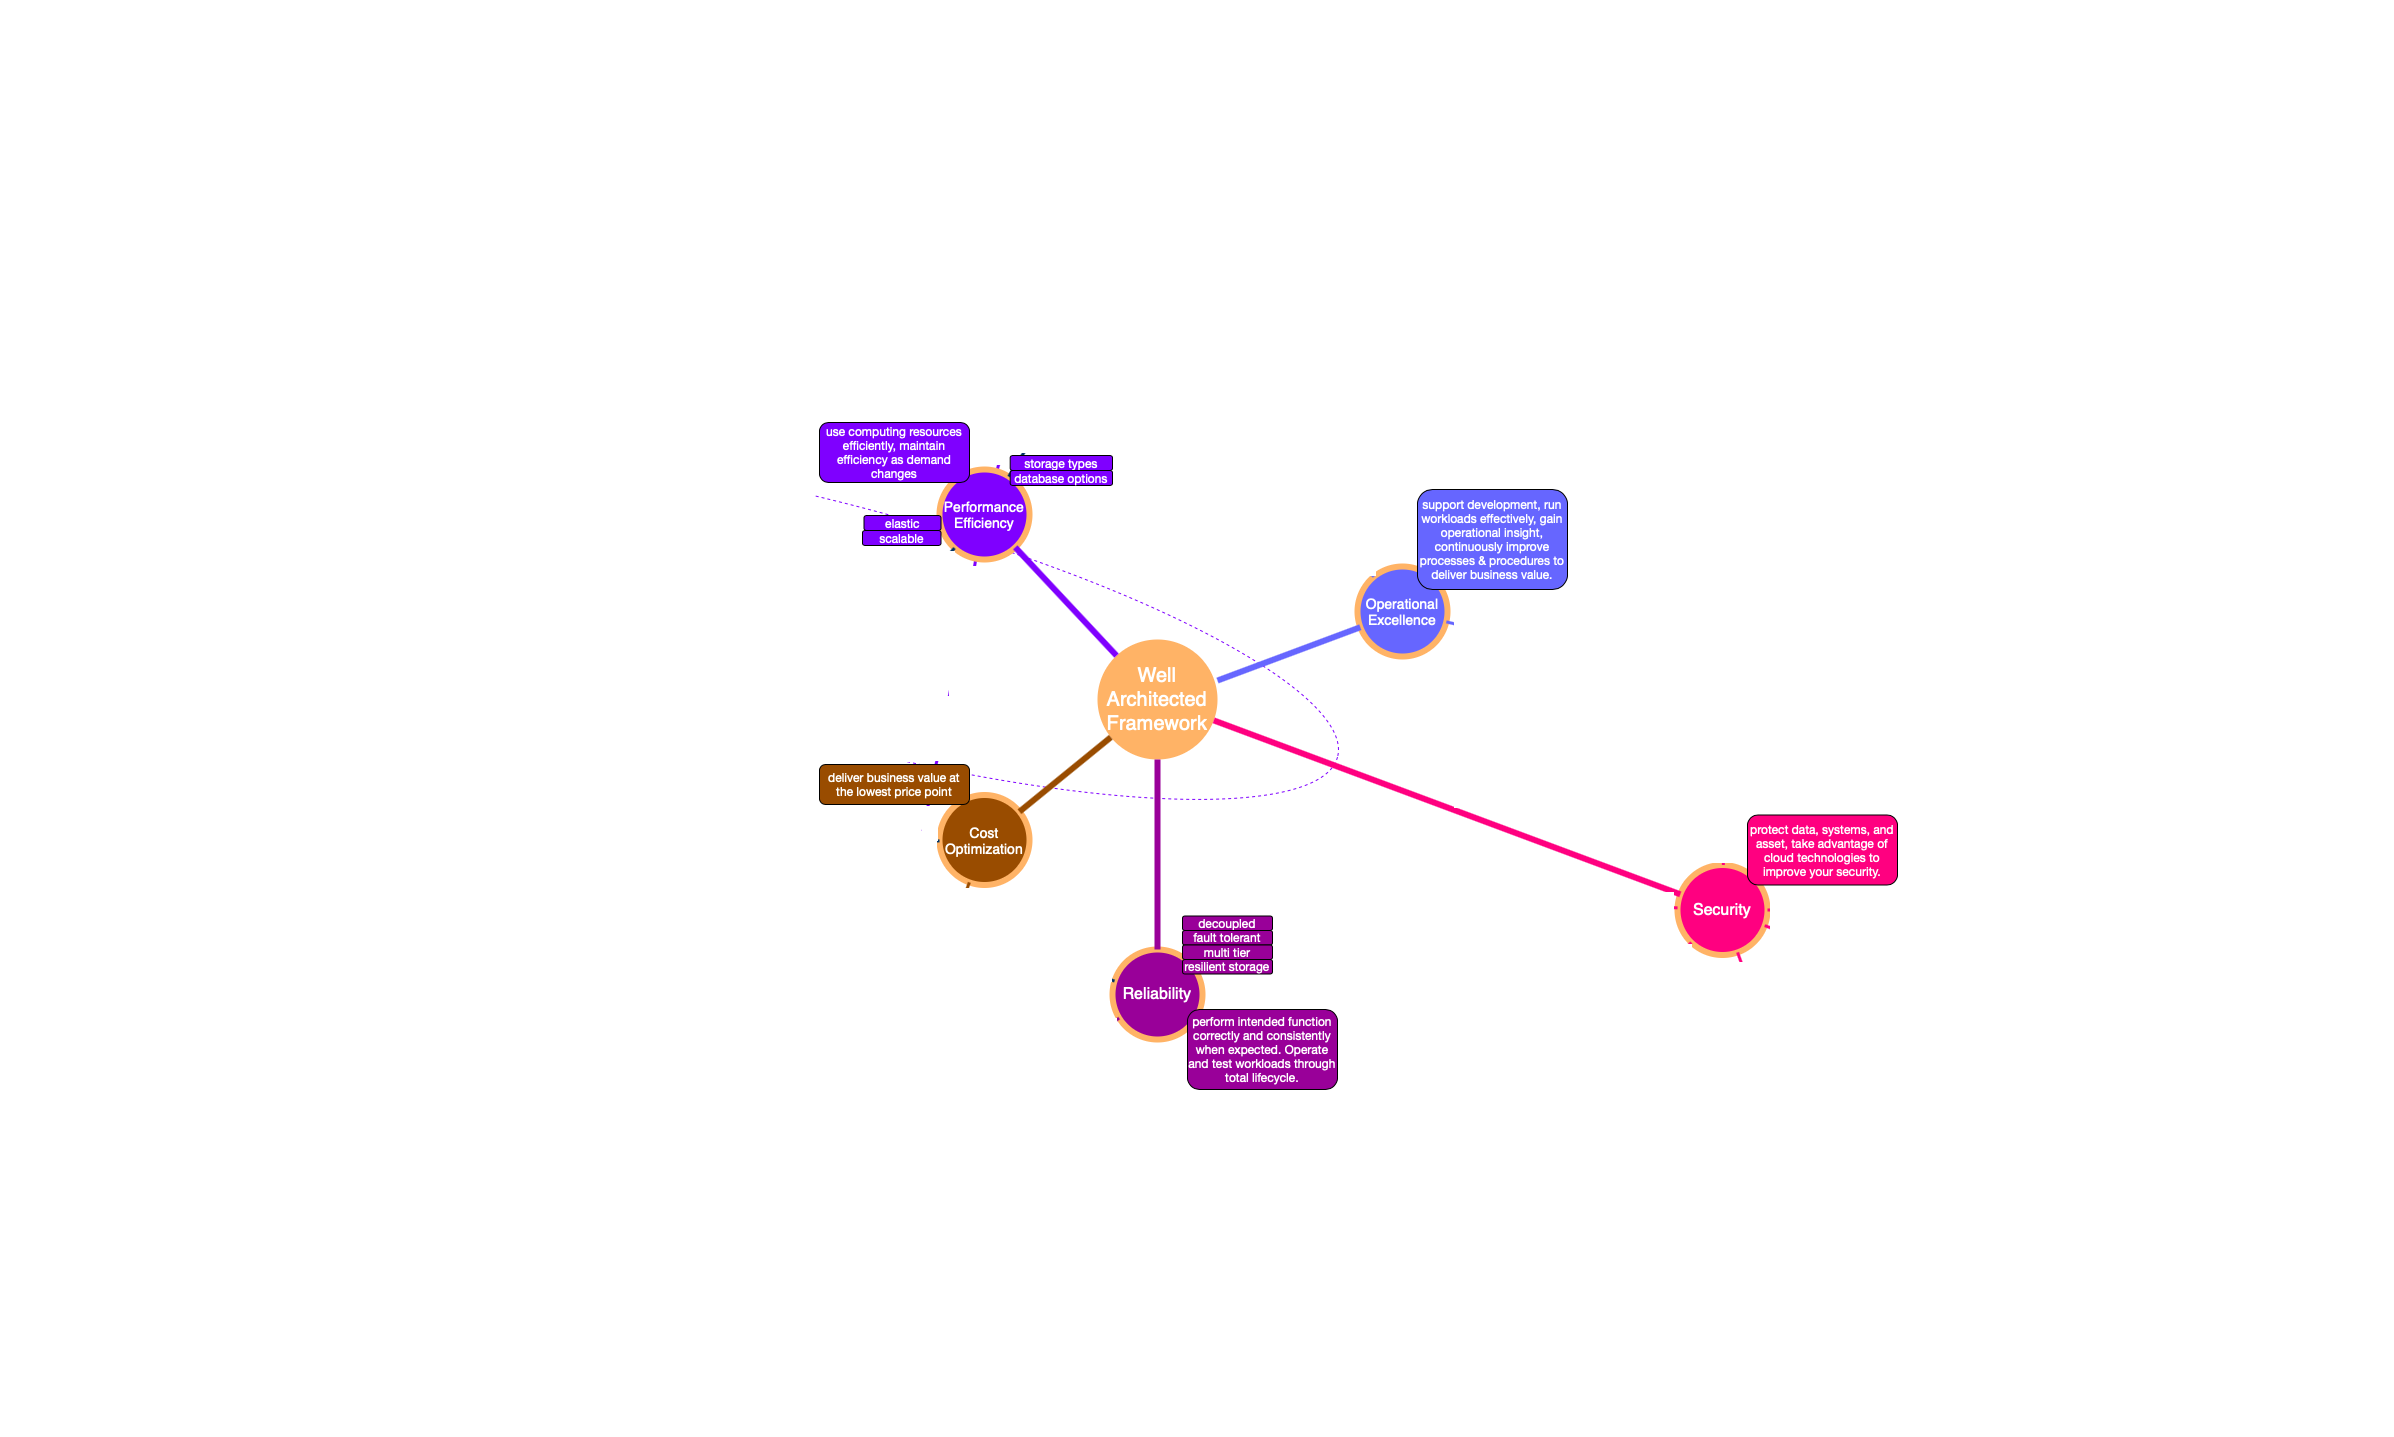 use computing resources
efficiently, maintain
efficiency as demand
changes
storage types
database options
Performance
Efficiency
elastic
scalable
support development, run
workloads effectively, gain
operational insight,
continuously improve
processes & procedures to
deliver business value.
Operational
Excellence
Well
Architected
Framework
deliver business value at
the lowest price point
Cost
Optimization
protect data, systems, and
asset, take advantage of
cloud technologies to
improve your security.
Security
decoupled
fault tolerant
multi tier
resilient storage
Reliability
perform intended function
correctly and consistently
when expected. Operate
and test workloads through
total lifecycle.